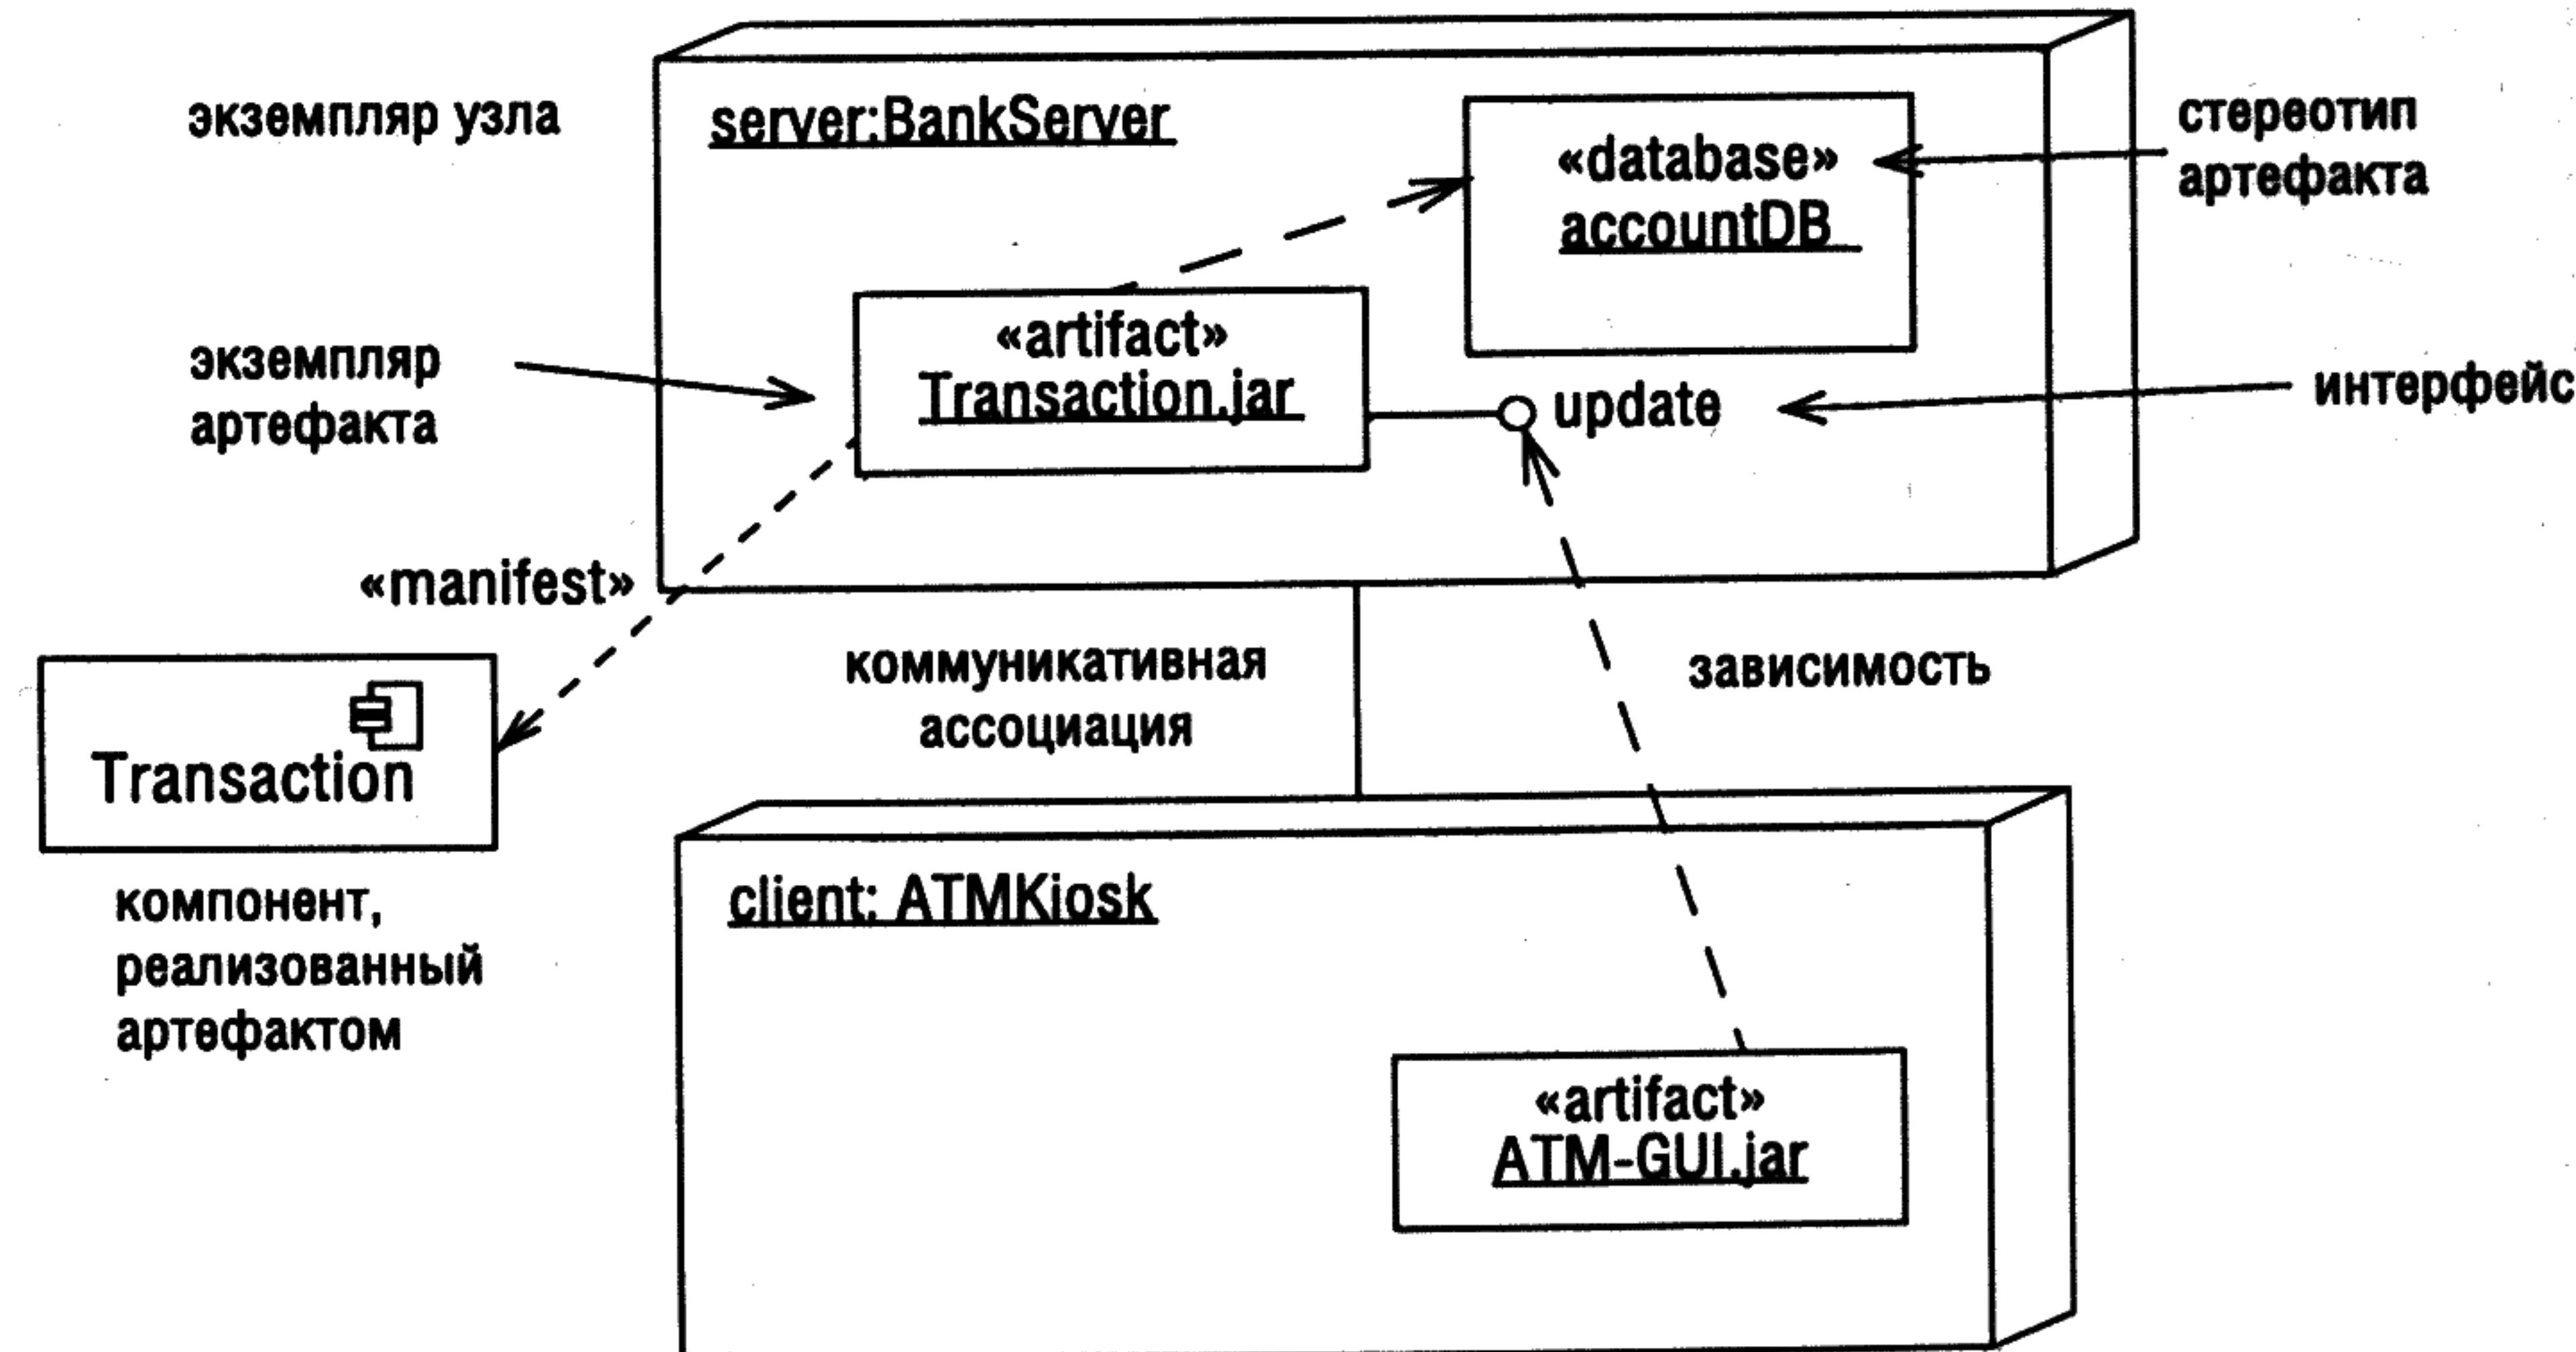 экземпляр узла
server:BankServer
«database»
accountDB
стереотип
артефакта
экземпляр
артефакта
«artifact»
Transaction.jar
update
интерфейс
«manifest»
Transaction
компонент,
реализованный
артефактом
коммуникативная
ассоциация
зависимость
client: ATMKiosk
«artifact»
ATM-GUI.jar